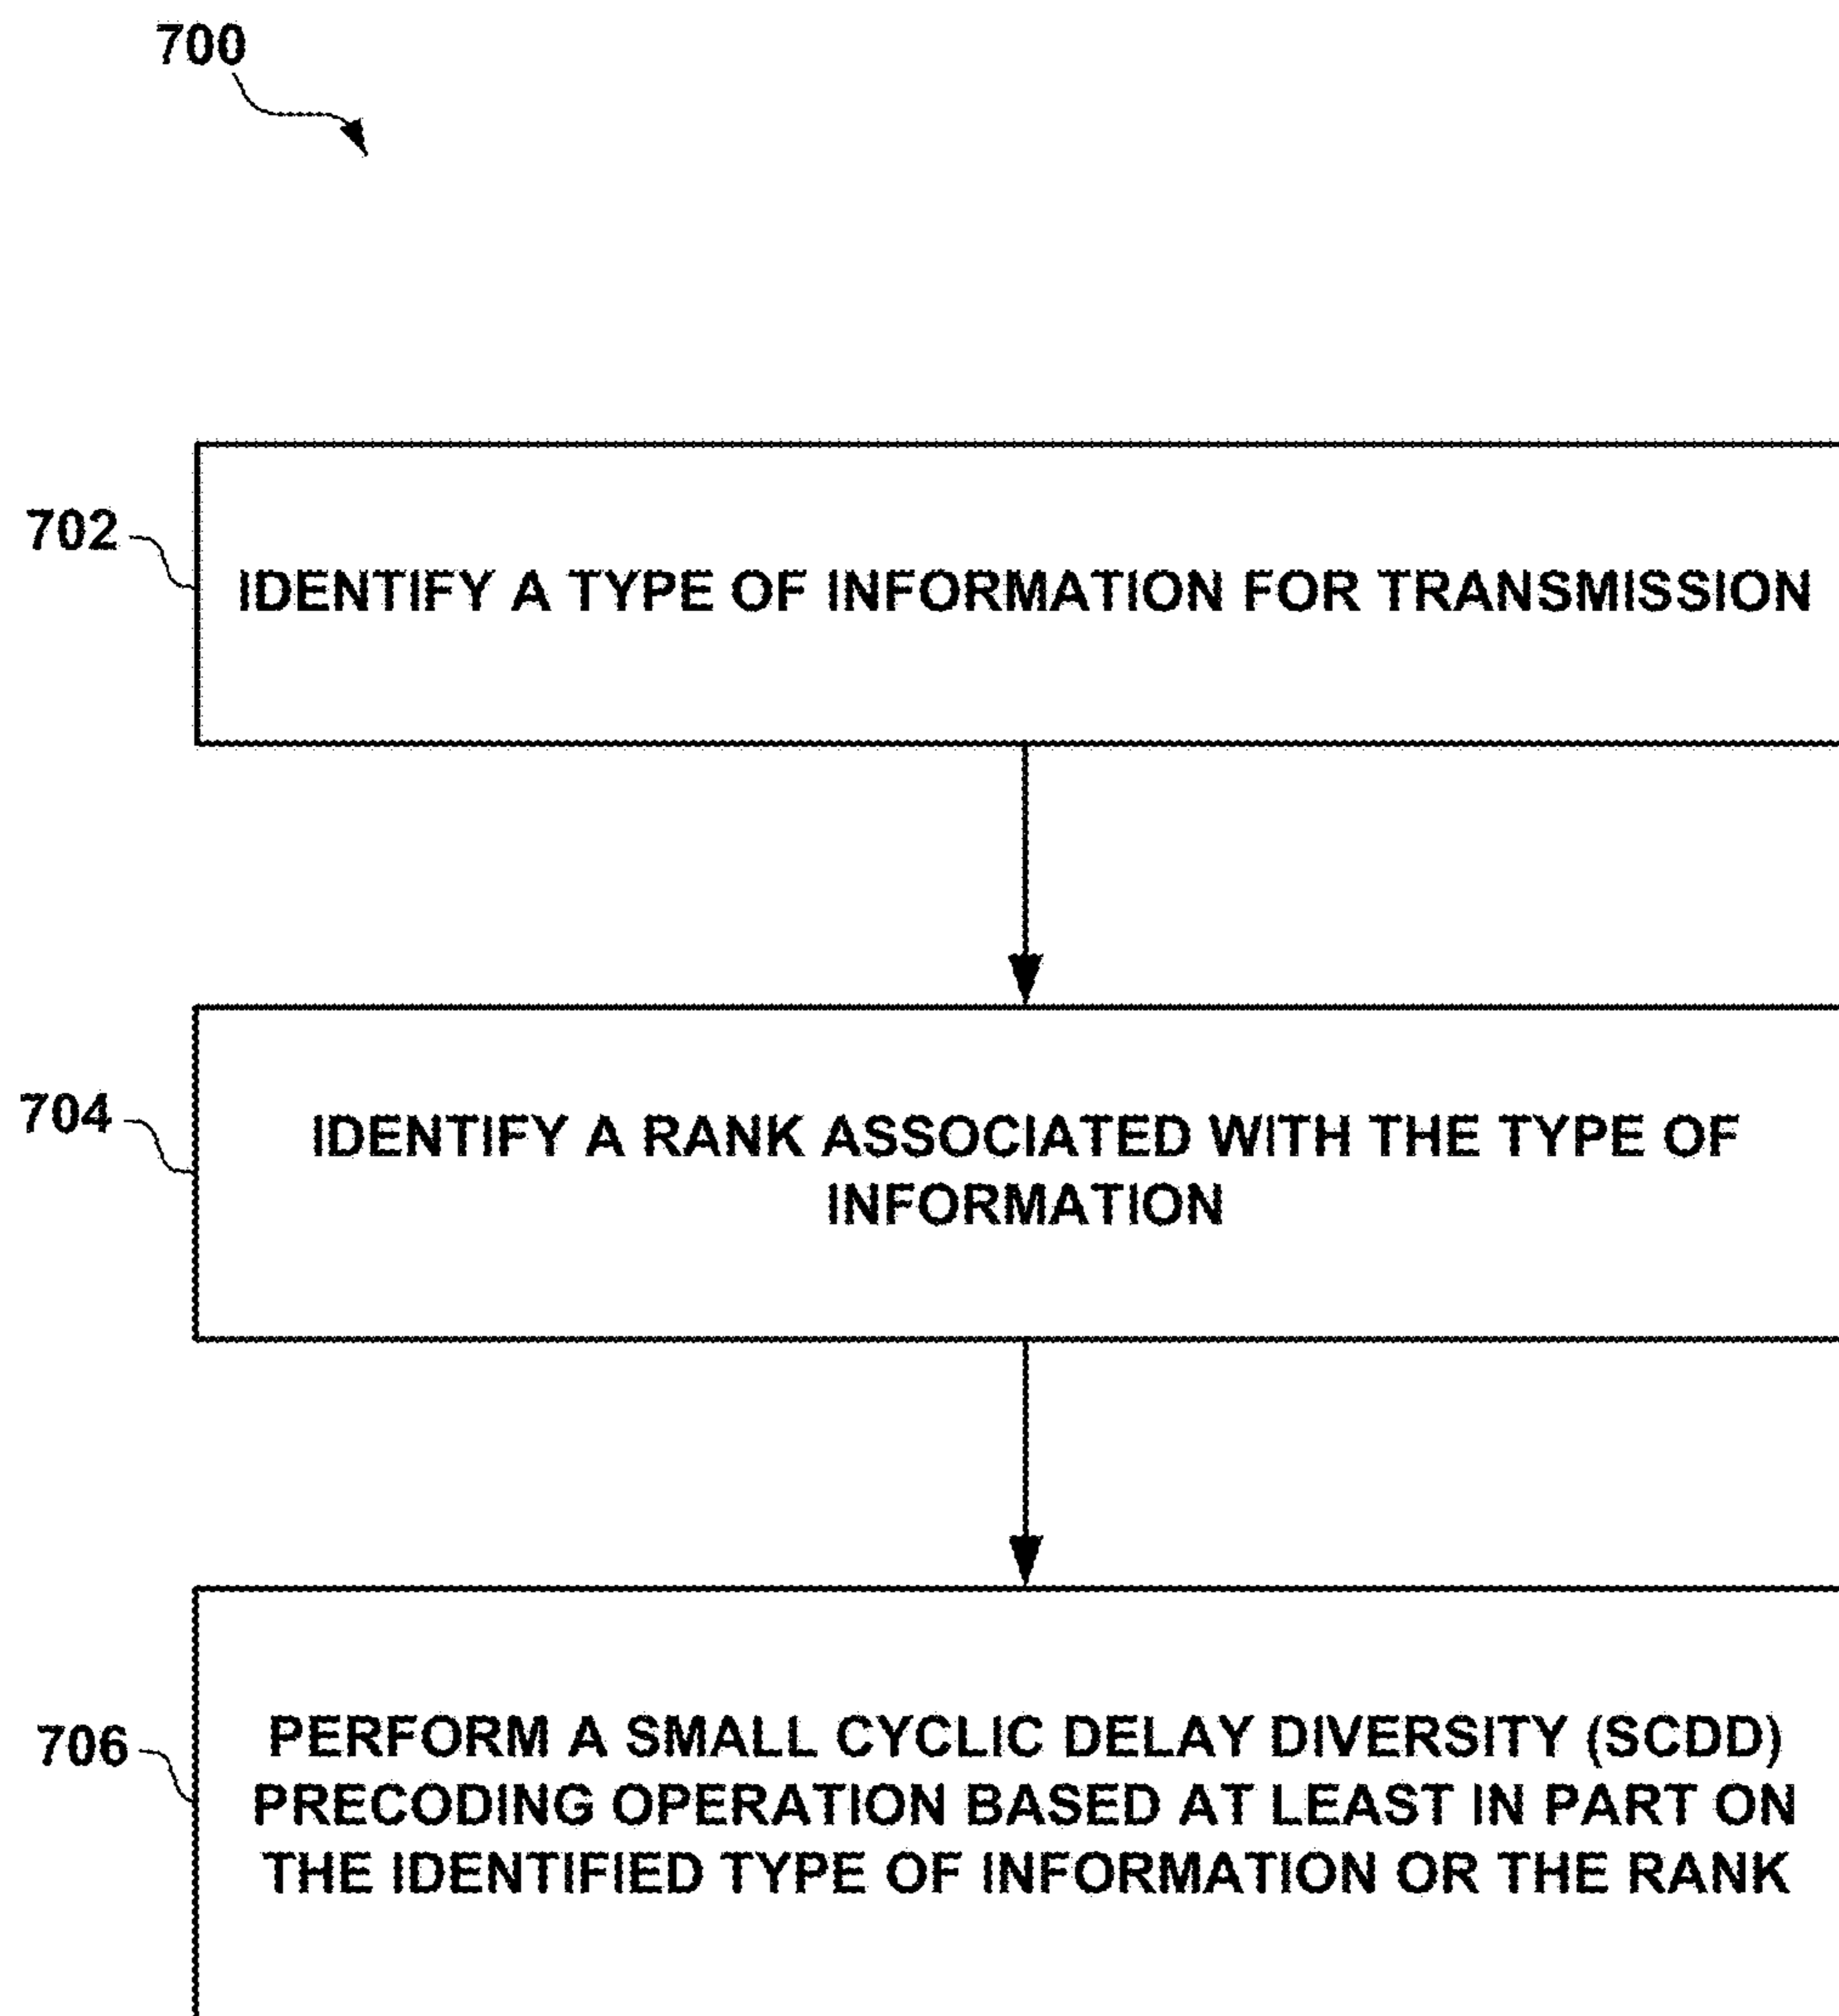 700
702
IDENTIFY A TYPE OF INFORMATION FOR TRANSMISSION
704
IDENTIFY A RANK ASSOCIATED WITH THE TYPE OF
INFORMATION
706
PERFORM A SMALL CYCLIC DELAY DIVERSITY (SCDD)
PRECODING OPERATION BASED AT LEAST IN PART ON
THE IDENTIFIED TYPE OF INFORMATION OR THE RANK